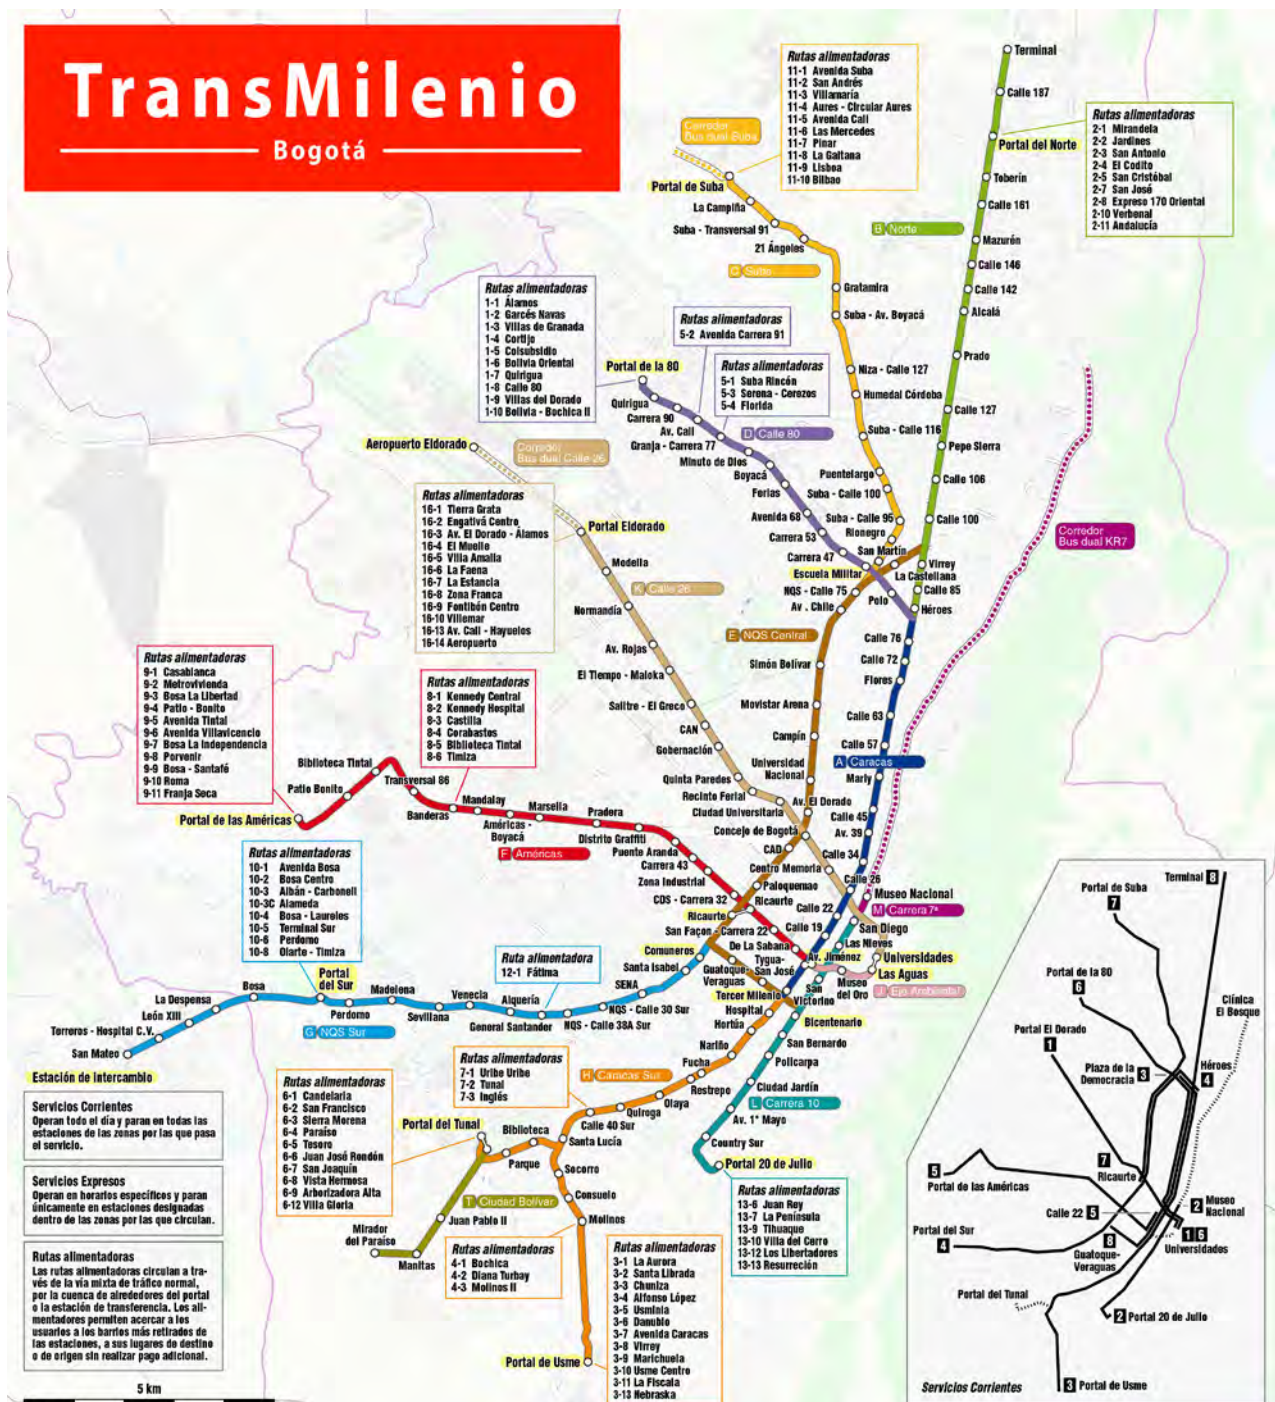 TransMilenio
Bogotá
Terminal
Calle 187
Portal del Norte
Toberín
Calle 161
Mazurén
Calle 146
Calle 142
Alcalá
Prado
Calle 127
Pepe Sierra
Calle 106
Calle 100
Virrey
Calle 85
Héroes
B Norte
Rutas alimentadoras
2-1 Mirandela
2-2 Jardines
2-3 San Antonio
2-4 El Codito
2-5 San Cristóbal
2-7 San José
2-8 Expreso 170 Oriental
2-10 Verbenal
2-11 Andalucía
Rutas alimentadoras
11-1 Avenida Suba
11-2 San Andrés
11-3 Villamaría
11-4 Aures - Circular Aures
11-5 Avenida Cali
11-6 Las Mercedes
11-7 Pinar
11-8 La Gaitana
11-9 Lisboa
11-10 Bilbao
Corredor
Bus dual Suba
Portal de Suba
La Campiña
Suba - Transversal 91
21 Ángeles
C Suba
Gratamira
Suba - Av. Boyacá
Niza - Calle 127
Humedal Córdoba
Suba - Calle 116
Puentelargo
Suba - Calle 100
Suba - Calle 95
Rionegro
San Martín
Rutas alimentadoras
1-1 Álamos
1-2 Garcés Navas
1-3 Villas de Granada
1-4 Cortijo
1-5 Colsubsidio
1-6 Bolivia Oriental
1-7 Quirigua
1-8 Calle 80
1-9 Villas del Dorado
1-10 Bolivia - Bochica II
Rutas alimentadoras
5-2 Avenida Carrera 91
Rutas alimentadoras
5-1 Suba Rincón
5-3 Serena - Cerezos
5-4 Florida
Portal de la 80
Quirigua
Carrera 90
Av. Cali
Granja - Carrera 77
Minuto de Dios
Boyacá
Ferias
Avenida 68
Carrera 53
Carrera 47
Escuela Militar
Polo
D Calle 80
La Castellana
NQS - Calle 75
Av . Chile
E NQS Central
Simón Bolívar
Movistar Arena
Campín
Universidad
Nacional
Av. El Dorado
CAD
Paloquemao
Ricaurte
Ricaurte
San Façon - Carrera 22
Comuneros
Santa Isabel
Guatoque-
Veraguas
Tygua-
San José
Corredor
Bus dual KR7
Aeropuerto Eldorado
Corredor
Bus dual Calle 26
Portal Eldorado
Modelia
Normandía
K Calle 26
Av. Rojas
El Tiempo - Maloka
Salitre - El Greco
CAN
Gobernación
Quinta Paredes
Recinto Ferial
Ciudad Universitaria
Concejo de Bogotá
Centro Memoria
Rutas alimentadoras
16-1 Tierra Grata
16-2 Engativá Centro
16-3 Av. El Dorado - Álamos
16-4 El Muelle
16-5 Villa Amalia
16-6 La Faena
16-7 La Estancia
16-8 Zona Franca
16-9 Fontibón Centro
16-10 Villemar
16-13 Av. Cali - Hayuelos
16-14 Aeropuerto
Calle 76
Calle 72
Flores
Calle 63
Calle 57
A Caracas
Marly
Calle 45
Av. 39
Calle 34
Calle 26
Calle 22
Calle 19
Av. Jiménez
Tercer Milenio
Museo Nacional
M Carrera 7ª
San Diego
Las Nieves
Universidades
Las Aguas
Museo
del Oro
J Eje Ambiental
San
Victorino
Bicentenario
San Bernardo
Policarpa
Ciudad Jardín
L Carrera 10
Av. 1º Mayo
Country Sur
Portal 20 de Julio
Rutas alimentadoras
9-1 Casablanca
9-2 Metrovivienda
9-3 Bosa La Libertad
9-4 Patio - Bonito
9-5 Avenida Tintal
9-6 Avenida Villavicencio
9-7 Bosa La Independencia
9-8 Porvenir
9-9 Bosa - Santafé
9-10 Roma
9-11 Franja Seca
Rutas alimentadoras
8-1 Kennedy Central
8-2 Kennedy Hospital
8-3 Castilla
8-4 Corabastos
8-5 Biblioteca Tintal
8-6 Timiza
Portal de las Américas
Patio Bonito
Biblioteca Tintal
Transversal 86
Banderas
Mandalay
Américas -
Boyacá
Marsella
Pradera
Distrito Graffiti
Puente Aranda
Carrera 43
Zona Industrial
CDS - Carrera 32
De La Sabana
F Américas
Rutas alimentadoras
10-1 Avenida Bosa
10-2 Bosa Centro
10-3 Albán - Carbonell
10-3C Alameda
10-4 Bosa - Laureles
10-5 Terminal Sur
10-6 Perdomo
10-8 Olarte - Timiza
Ruta alimentadora
12-1 Fátima
San Mateo
Terreros - Hospital C.V.
León XIII
La Despensa
Bosa
Portal
del Sur
Perdomo
Madelena
Sevillana
Venecia
Alquería
General Santander
NQS - Calle 38A Sur
NQS - Calle 30 Sur
SENA
G NQS Sur
Hospital
Hortúa
Nariño
Fucha
Restrepo
Olaya
Quiroga
Calle 40 Sur
Santa Lucía
H Caracas Sur
Rutas alimentadoras
7-1 Uribe Uribe
7-2 Tunal
7-3 Inglés
Rutas alimentadoras
6-1 Candelaria
6-2 San Francisco
6-3 Sierra Morena
6-4 Paraíso
6-5 Tesoro
6-6 Juan José Rondón
6-7 San Joaquín
6-8 Vista Hermosa
6-9 Arborizadora Alta
6-12 Villa Gloria
Portal del Tunal
Biblioteca
Parque
Socorro
Consuelo
Molinos
Portal de Usme
T Ciudad Bolívar
Juan Pablo II
Mirador
del Paraíso
Manitas
Rutas alimentadoras
4-1 Bochica
4-2 Diana Turbay
4-3 Molinos II
Rutas alimentadoras
3-1 La Aurora
3-2 Santa Librada
3-3 Chuniza
3-4 Alfonso López
3-5 Usminia
3-6 Danubio
3-7 Avenida Caracas
3-8 Virrey
3-9 Marichuela
3-10 Usme Centro
3-11 La Fiscala
3-13 Nebraska
Rutas alimentadoras
13-6 Juan Rey
13-7 La Península
13-9 Tihuaque
13-10 Villa del Cerro
13-12 Los Libertadores
13-13 Resurreción
Estación de Intercambio
Servicios Corrientes
Operan todo el día y paran en todas las
estaciones de las zonas por las que pasa
el servicio.
Servicios Expresos
Operan en horarios específicos y paran
únicamente en estaciones designadas
dentro de las zonas por las que circulan.
Rutas alimentadoras
Las rutas alimentadoras circulan a tra-
vés de la vía mixta de tráfico normal,
por la cuenca de alrededores del portal
o la estación de transferencia. Los ali-
mentadores permiten acercar a los
usuarios a los barrios más retirados de
las estaciones, a sus lugares de destino
o de origen sin realizar pago adicional.
5 km
Terminal 8
Portal de Suba
7
Portal de la 80
6
Portal El Dorado
1
Clínica
El Bosque
Plaza de la
Democracia 3
Héroes
4
5
Portal de las Américas
7
Ricaurte
Calle 22 5
2 Museo
Nacional
Portal del Sur
4
8
Guatoque-
Veraguas
1 6
Universidades
Portal del Tunal
2 Portal 20 de Julio
3 Portal de Usme
Servicios Corrientes